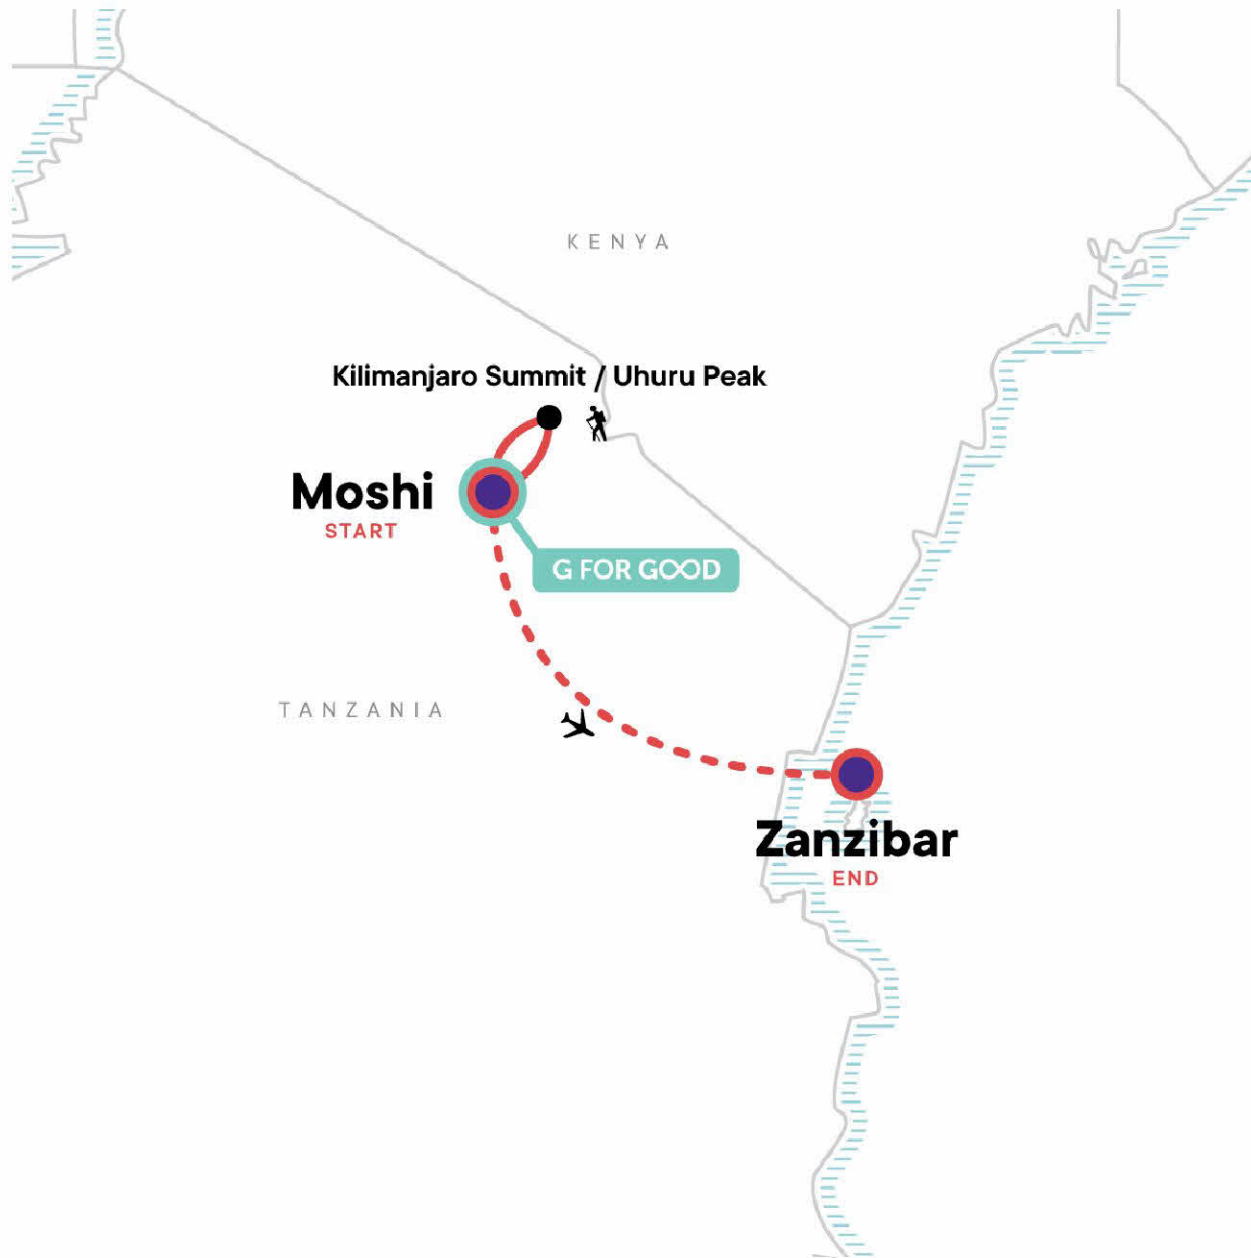 KENYA
Kilimanjaro Summit / Uhuru Peak
Moshi
START
G FOR GOOD
TANZANIA
Zanzibar
END